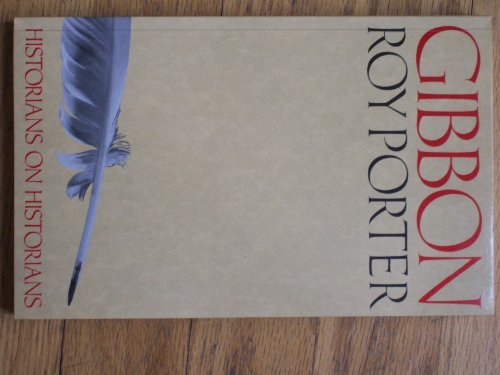 GIBBON
ROY PORTER
HISTORIANS ON HISTORIANS